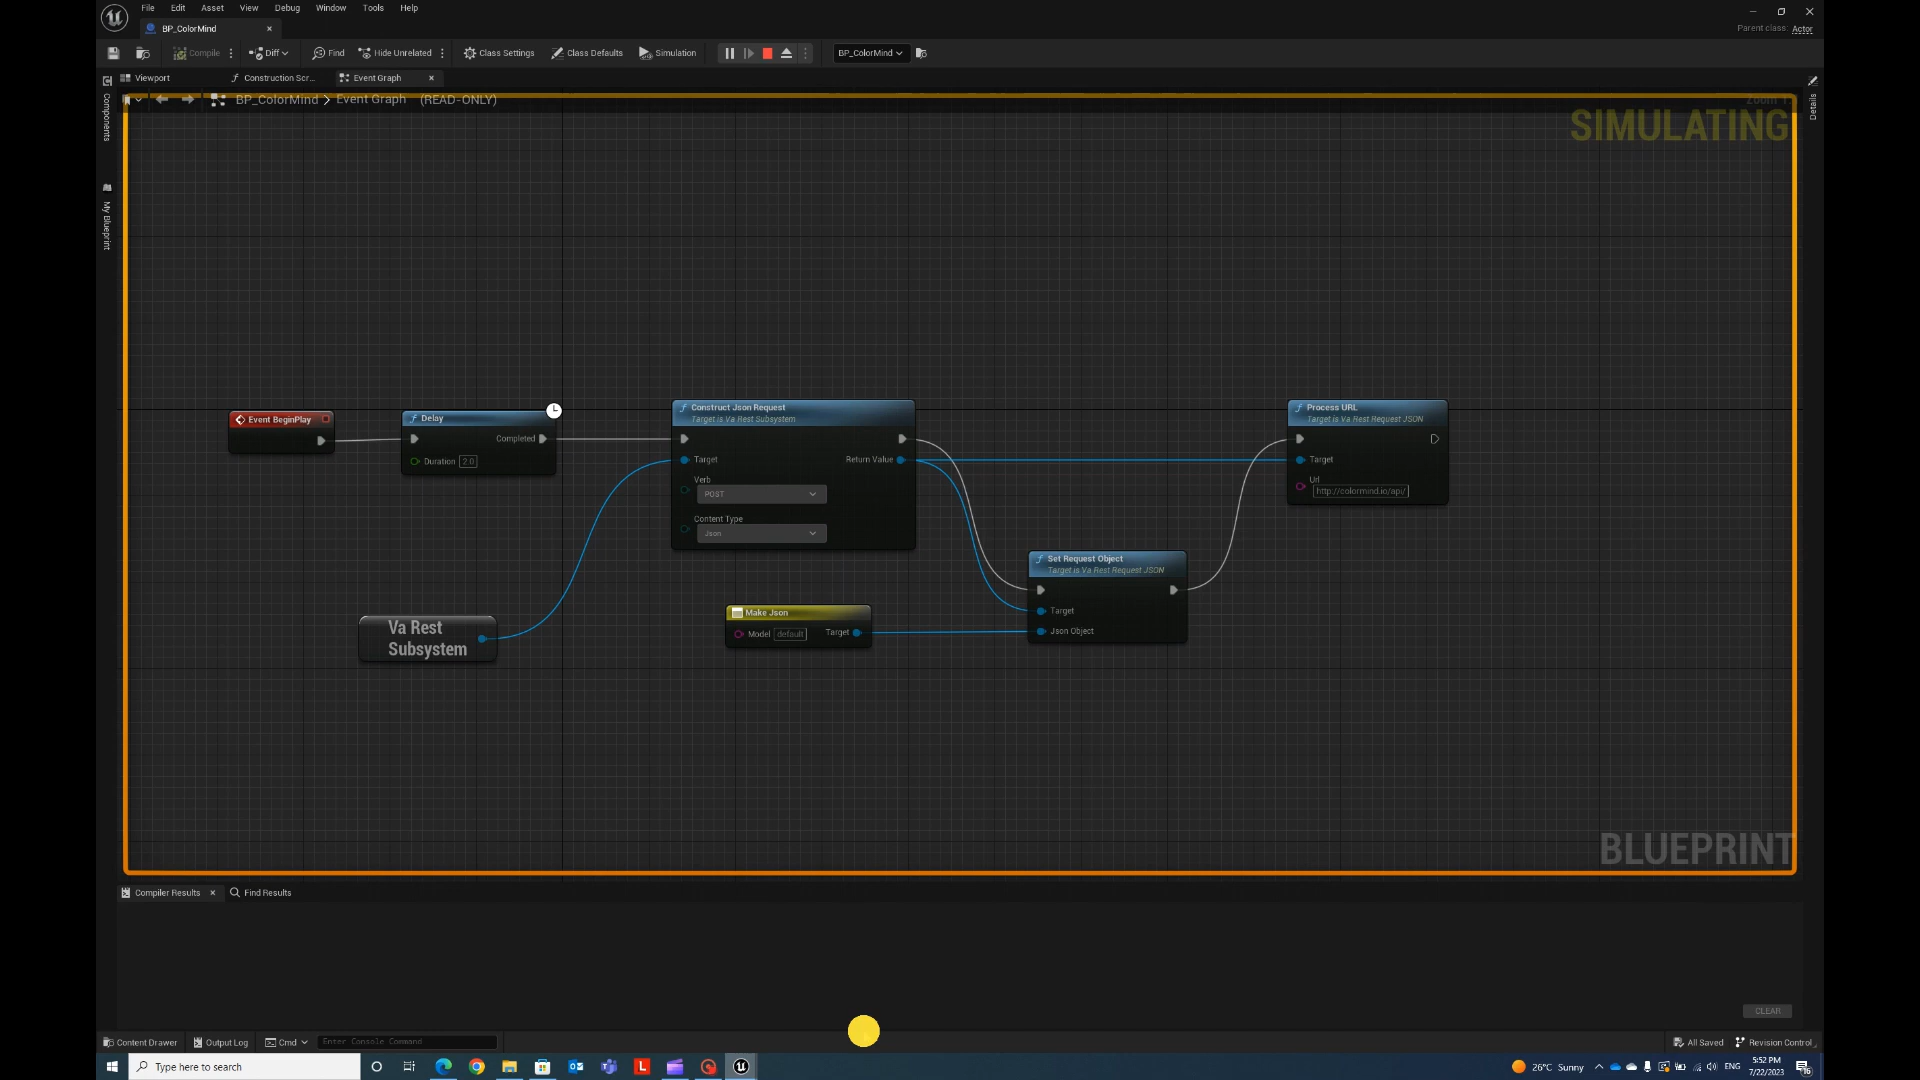 File Edit Asset View Debug Window Tools Help
BP_ColorMind
Parent class: Actor
Compile Diff Find Hide Unrelated Class Settings Class Defaults Simulation BP_ColorMind
Viewport Construction Scr... Event Graph
BP_ColorMind > Event Graph (READ-ONLY)
Components
My Blueprint
Details
SIMULATING
Event BeginPlay
Delay
Completed
Duration 2.0
Construct Json Request
Target is Va Rest Subsystem
Target
Return Value
Verb
POST
Content Type
Json
Process URL
Target is Va Rest Request JSON
Target
Url
http://colormind.io/api/
Set Request Object
Target is Va Rest Request JSON
Target
Json Object
Make Json
Model default Target
Va Rest
Subsystem
BLUEPRINT
Compiler Results Find Results
CLEAR
Content Drawer Output Log Cmd Enter Console Command All Saved Revision Control
Type here to search
26°C Sunny
ENG
5:52 PM
7/22/2023